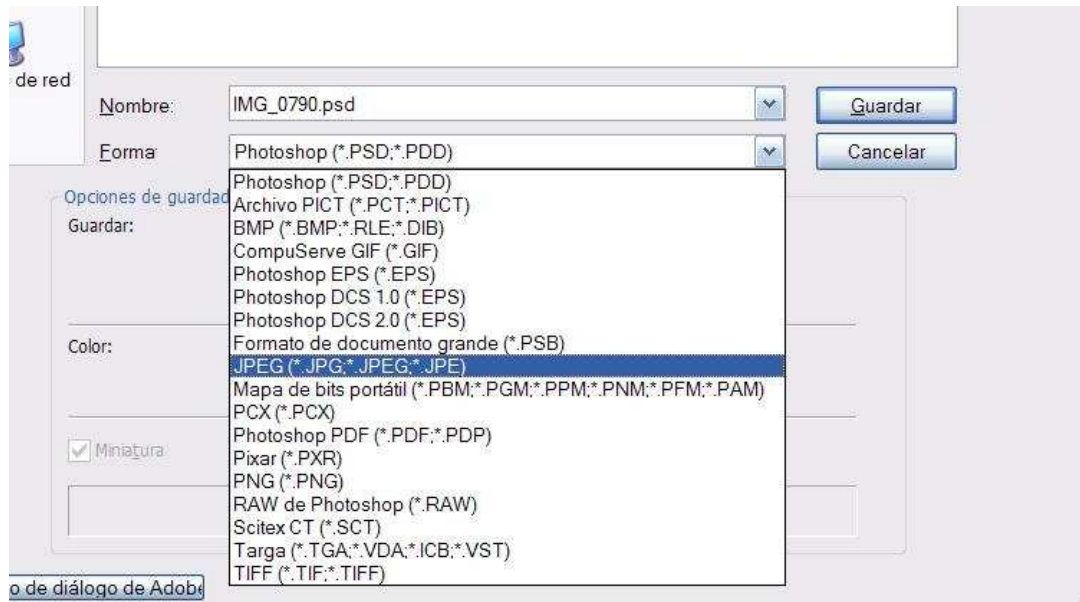 de red
Nombre:
IMG_0790.psd
Guardar
Forma
Photoshop (*.PSD;*.PDD)
Cancelar
Opciones de guardad
Photoshop (*.PSD;*.PDD)
Archivo PICT (*.PCT;*.PICT)
Guardar:
BMP (*.BMP;*.RLE;*.DIB)
CompuServe GIF (*.GIF)
Photoshop EPS (*.EPS)
Photoshop DCS 1.0 (*.EPS)
Photoshop DCS 2.0 (*.EPS)
Color:
Formato de documento grande (*.PSB)
JPEG (*.JPG;*.JPEG;*.JPE)
Mapa de bits portátil (*.PBM;*.PGM;*.PPM;*.PNM;*.PFM;*.PAM)
PCX (*.PCX)
Photoshop PDF (*.PDF;*.PDP)
Miniatura
Pixar (*.PXR)
PNG (*.PNG)
RAW de Photoshop (*.RAW)
Scitex CT (*.SCT)
Targa (*.TGA;*.VDA;*.ICB;*.VST)
TIFF (*.TIF;*.TIFF)
o de diálogo de Adobe